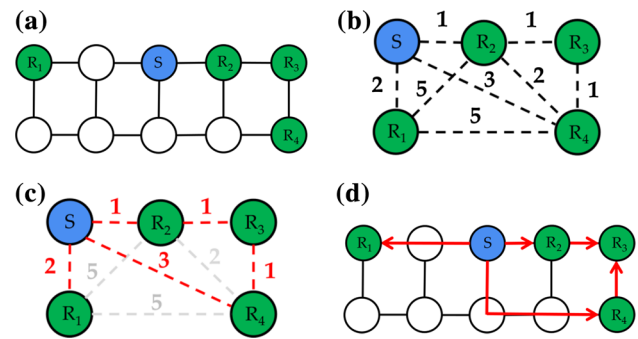 (a)
R1 S R2 R3
R4
(b)
1 1
S R2 R3
2 5 3 2 1
R1 5 R4
(c)
1 1
S R2 R3
2 5 3 2 1
R1 5 R4
(d)
R1 S R2 R3
R4